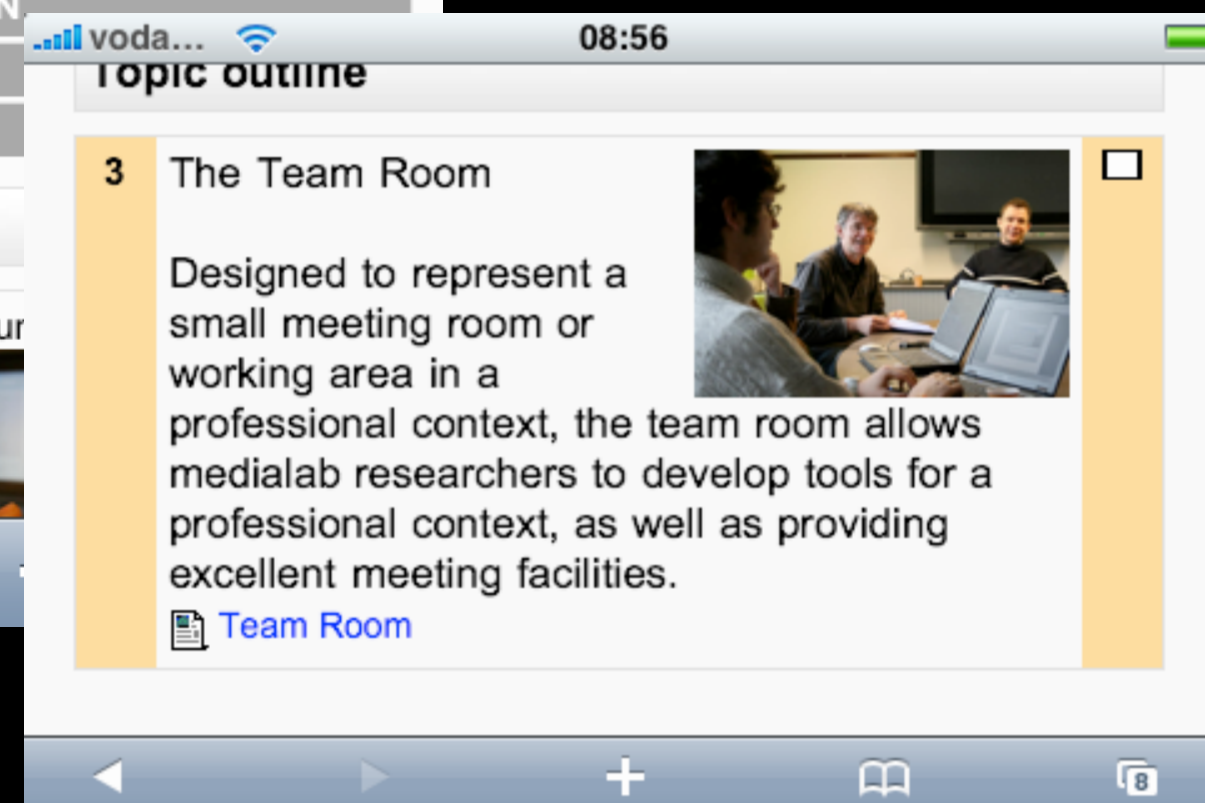 N
voda... 08:56
Topic outline
3 The Team Room
Designed to represent a
small meeting room or
working area in a
professional context, the team room allows
medialab researchers to develop tools for a
professional context, as well as providing
excellent meeting facilities.
Team Room
ur
8